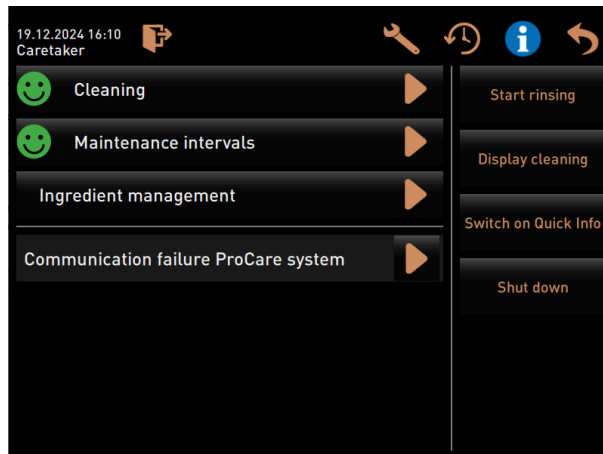 19.12.2024 16:10
Caretaker
Cleaning
Maintenance intervals
Ingredient management
Communication failure ProCare system
Start rinsing
Display cleaning
Switch on Quick Info
Shut down